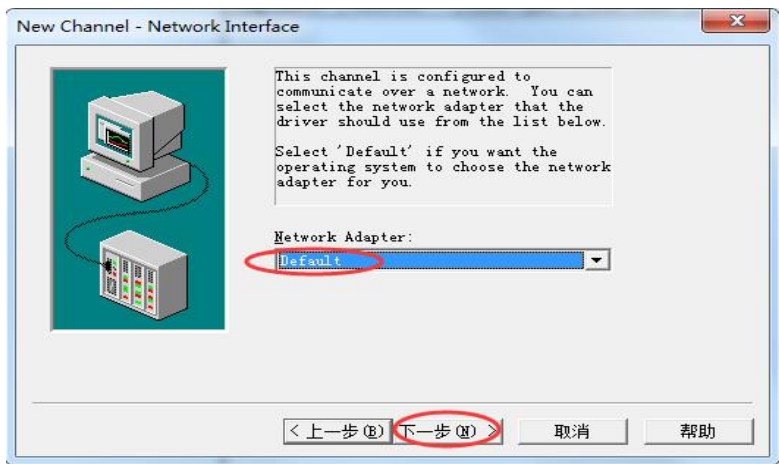 New Channel - Network Interface
This channel is configured to
communicate over a network.  You can
select the network adapter that the
driver should use from the list below.
Select 'Default' if you want the
operating system to choose the network
adapter for you.
Network Adapter:
Default
< 上一步(B) 下一步(N) > 取消 帮助